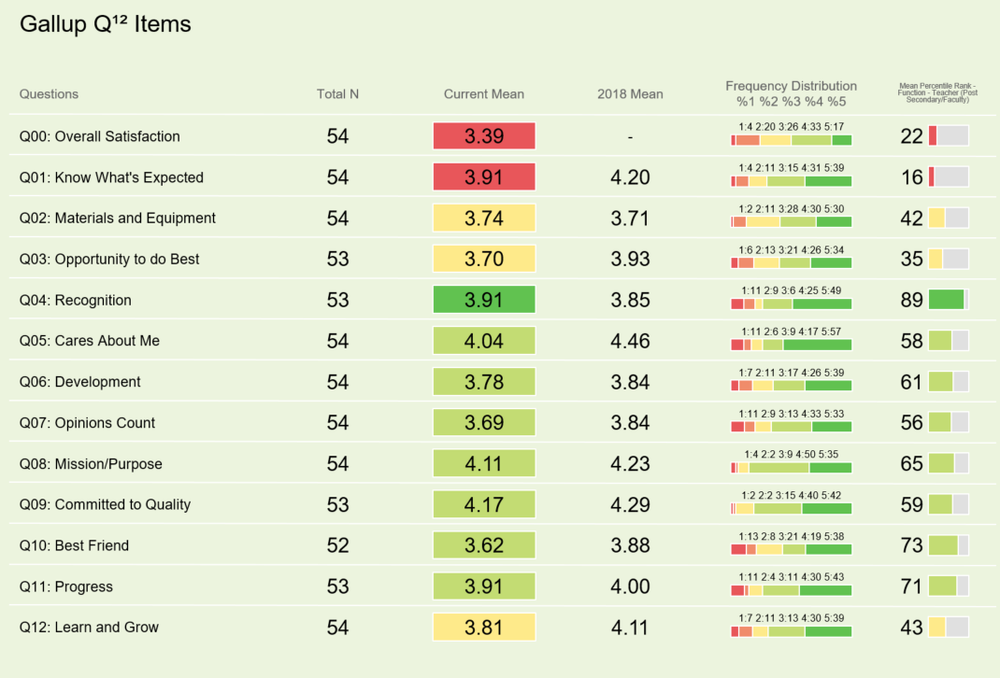 Gallup Q¹² Items
Questions Total N Current Mean 2018 Mean Frequency Distribution %1 %2 %3 %4 %5 Mean Percentile Rank - Function - Teacher (Post Secondary/Faculty)
Q00: Overall Satisfaction 54 3.39 - 1:4 2:20 3:26 4:33 5:17 22
Q01: Know What's Expected 54 3.91 4.20 1:4 2:11 3:15 4:31 5:39 16
Q02: Materials and Equipment 54 3.74 3.71 1:2 2:11 3:28 4:30 5:30 42
Q03: Opportunity to do Best 53 3.70 3.93 1:6 2:13 3:21 4:26 5:34 35
Q04: Recognition 53 3.91 3.85 1:11 2:9 3:6 4:25 5:49 89
Q05: Cares About Me 54 4.04 4.46 1:11 2:6 3:9 4:17 5:57 58
Q06: Development 54 3.78 3.84 1:7 2:11 3:17 4:26 5:39 61
Q07: Opinions Count 54 3.69 3.84 1:11 2:9 3:13 4:33 5:33 56
Q08: Mission/Purpose 54 4.11 4.23 1:4 2:2 3:9 4:50 5:35 65
Q09: Committed to Quality 53 4.17 4.29 1:2 2:2 3:15 4:40 5:42 59
Q10: Best Friend 52 3.62 3.88 1:13 2:8 3:21 4:19 5:38 73
Q11: Progress 53 3.91 4.00 1:11 2:4 3:11 4:30 5:43 71
Q12: Learn and Grow 54 3.81 4.11 1:7 2:11 3:13 4:30 5:39 43